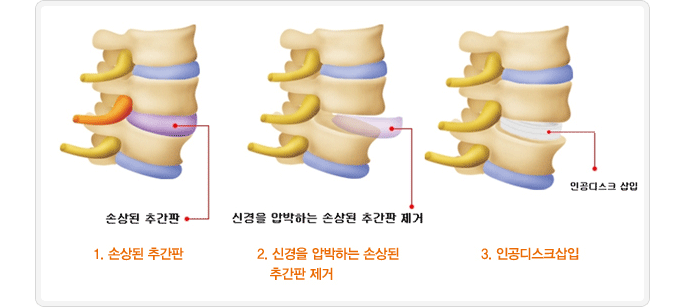 손상된 추간판
신경을 압박하는 손상된 추간판 제거
인공디스크 삽입
1. 손상된 추간판
2. 신경을 압박하는 손상된
추간판 제거
3. 인공디스크삽입